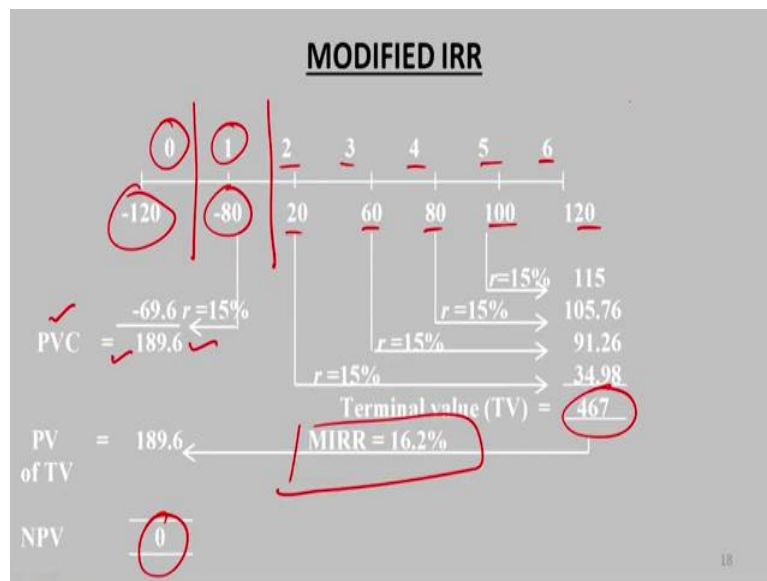 MODIFIED IRR
0 1 2 3 4 5 6
-120 -80 20 60 80 100 120
r=15% 115
-69.6 r =15% r =15% 105.76
PVC = 189.6 r =15% 91.26
r =15% 34.98
Terminal value (TV) = 467
PV = 189.6 MIRR = 16.2%
of TV
NPV 0
18